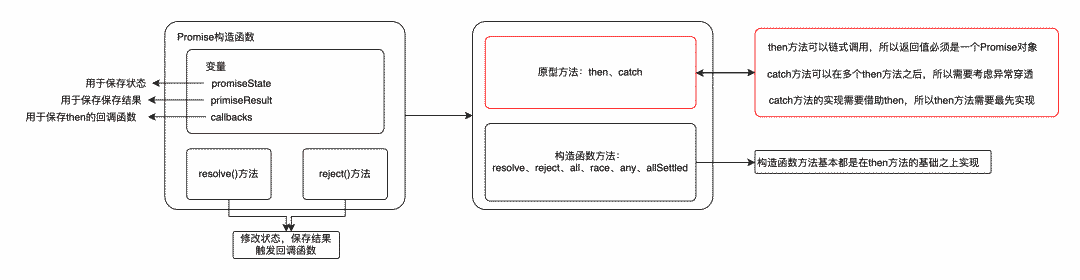 Promise构造函数
变量
promiseState
primiseResult
callbacks
用于保存状态
用于保存保存结果
用于保存then的回调函数
resolve()方法
reject()方法
修改状态，保存结果
触发回调函数
原型方法：then、catch
构造函数方法：
resolve、reject、all、race、any、allSettled
then方法可以链式调用，所以返回值必须是一个Promise对象
catch方法可以在多个then方法之后，所以需要考虑异常穿透
catch方法的实现需要借助then，所以then方法需要最先实现
构造函数方法基本都是在then方法的基础之上实现